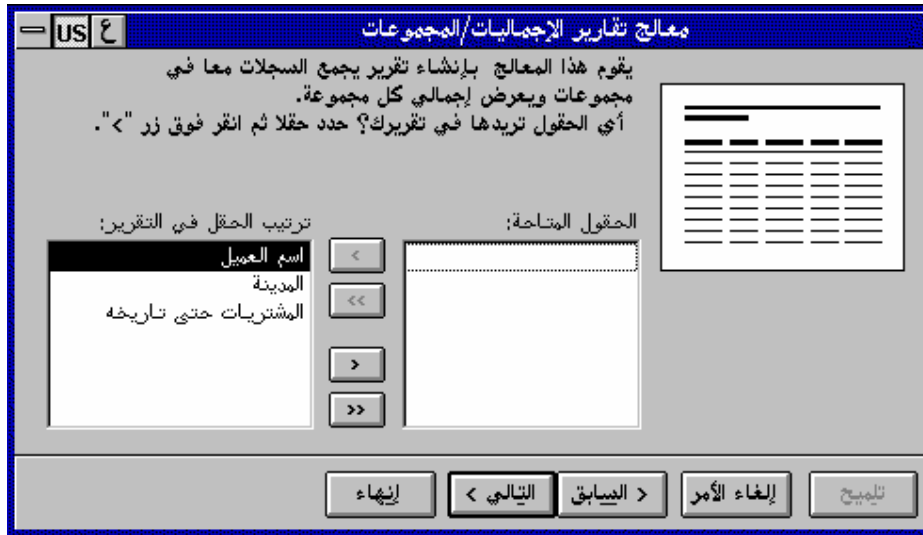 معالج تقارير الإجماليات/المجموعات
ع
US
يقوم هذا المعالج بإنشاء تقرير يجمع السجلات معا في
مجموعات ويعرض إجمالي كل مجموعة.
أي الحقول تريدها في تقريرك؟ حدد حقلا ثم انقر فوق زر ">".
الحقول المتاحة:
ترتيب الحقل في التقرير:
اسم العميل
المدينة
المشتريات حتى تاريخه
>
>>
<
<<
تلميح
إلغاء الأمر
< السابق
التالي >
إنهاء